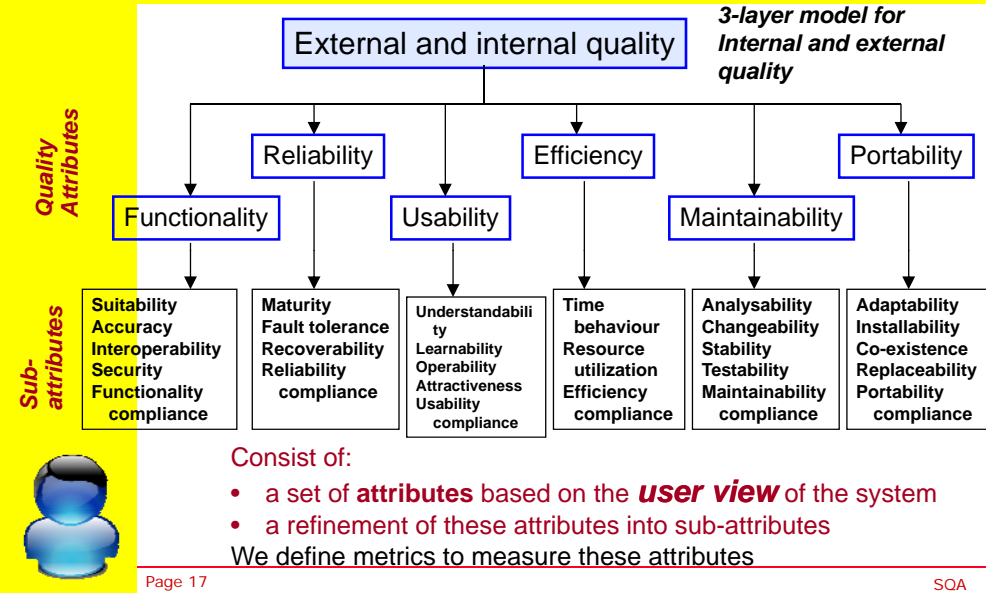 External and internal quality
3-layer model for
Internal and external
quality
Quality
Attributes
Reliability
Efficiency
Portability
Functionality
Usability
Maintainability
Sub-
attributes
Suitability
Accuracy
Interoperability
Security
Functionality
compliance
Maturity
Fault tolerance
Recoverability
Reliability
compliance
Understandabili
ty
Learnability
Operability
Attractiveness
Usability
compliance
Time
behaviour
Resource
utilization
Efficiency
compliance
Analysability
Changeability
Stability
Testability
Maintainability
compliance
Adaptability
Installability
Co-existence
Replaceability
Portability
compliance
Consist of:
• a set of attributes based on the user view of the system
• a refinement of these attributes into sub-attributes
We define metrics to measure these attributes
Page 17
SQA